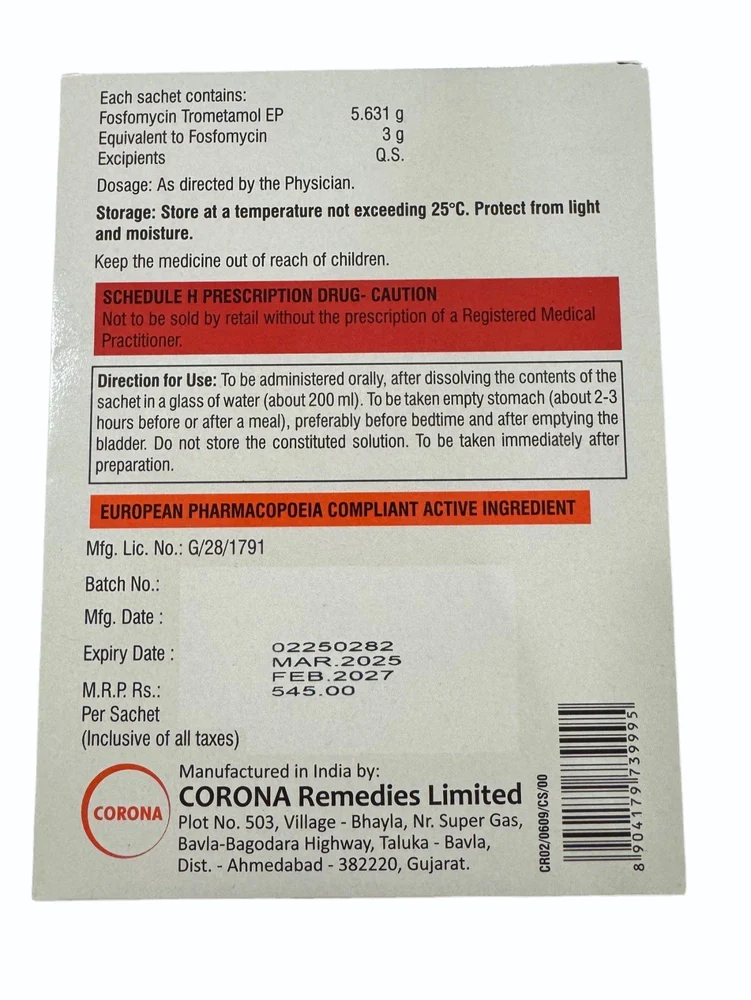 Each sachet contains:
Fosfomycin Trometamol EP 5.631 g
Equivalent to Fosfomycin 3 g
Excipients Q.S.
Dosage: As directed by the Physician.
Storage: Store at a temperature not exceeding 25°C. Protect from light
and moisture.
Keep the medicine out of reach of children.
SCHEDULE H PRESCRIPTION DRUG- CAUTION
Not to be sold by retail without the prescription of a Registered Medical
Practitioner.
Direction for Use: To be administered orally, after dissolving the contents of the
sachet in a glass of water (about 200 ml). To be taken empty stomach (about 2-3
hours before or after a meal), preferably before bedtime and after emptying the
bladder. Do not store the constituted solution. To be taken immediately after
preparation.
EUROPEAN PHARMACOPOEIA COMPLIANT ACTIVE INGREDIENT
Mfg. Lic. No.: G/28/1791
Batch No.:
Mfg. Date :
Expiry Date :
M.R.P. Rs.:
Per Sachet
(Inclusive of all taxes)
02250282
MAR.2025
FEB.2027
545.00
CORONA
Manufactured in India by:
CORONA Remedies Limited
Plot No. 503, Village - Bhayla, Nr. Super Gas,
Bavla-Bagodara Highway, Taluka - Bavla,
Dist. - Ahmedabad - 382220, Gujarat.
CR02/0609/CS/00
8 904179 739995